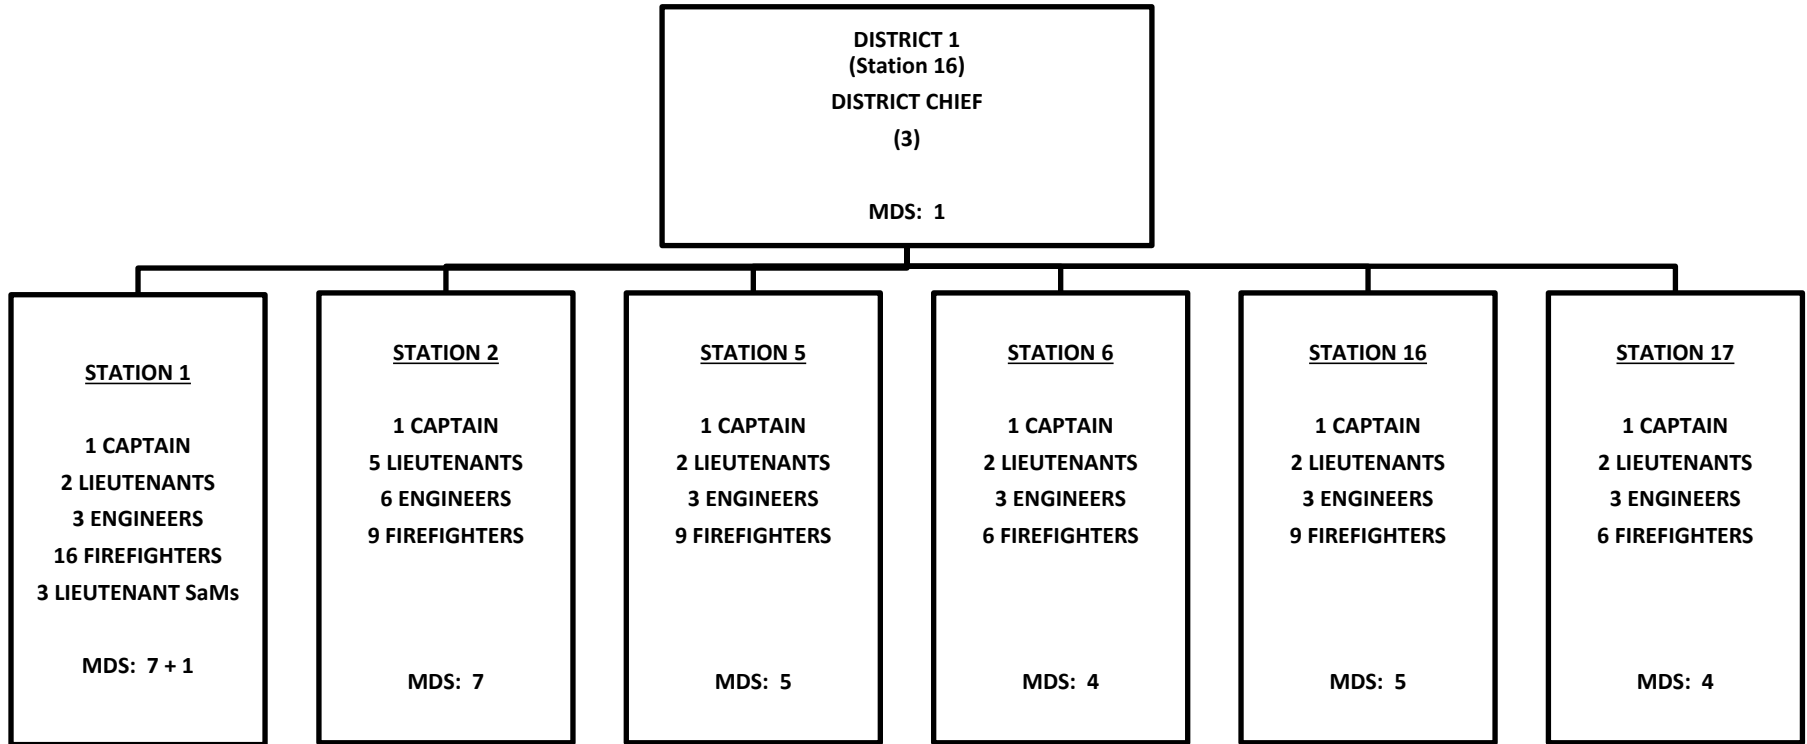 DISTRICT 1
(Station 16)
DISTRICT CHIEF
(3)
MDS: 1
STATION 1
1 CAPTAIN
2 LIEUTENANTS
3 ENGINEERS
16 FIREFIGHTERS
3 LIEUTENANT SaMs
MDS: 7 + 1
STATION 2
1 CAPTAIN
5 LIEUTENANTS
6 ENGINEERS
9 FIREFIGHTERS
MDS: 7
STATION 5
1 CAPTAIN
2 LIEUTENANTS
3 ENGINEERS
9 FIREFIGHTERS
MDS: 5
STATION 6
1 CAPTAIN
2 LIEUTENANTS
3 ENGINEERS
6 FIREFIGHTERS
MDS: 4
STATION 16
1 CAPTAIN
2 LIEUTENANTS
3 ENGINEERS
9 FIREFIGHTERS
MDS: 5
STATION 17
1 CAPTAIN
2 LIEUTENANTS
3 ENGINEERS
6 FIREFIGHTERS
MDS: 4